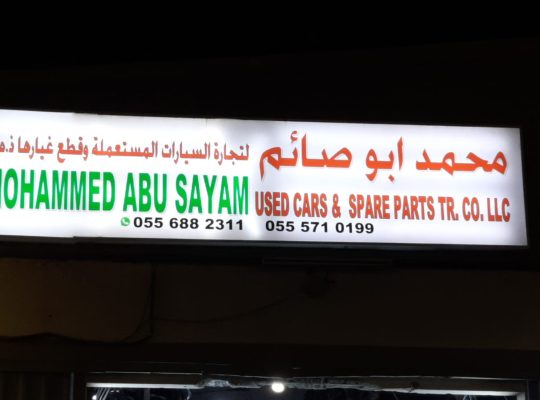 محمد ابو صائم لتجارة السيارات المستعملة وقطع غيارها ذ.م
MOHAMMED ABU SAYAM USED CARS & SPARE PARTS TR. CO. LLC
055 688 2311 055 571 0199